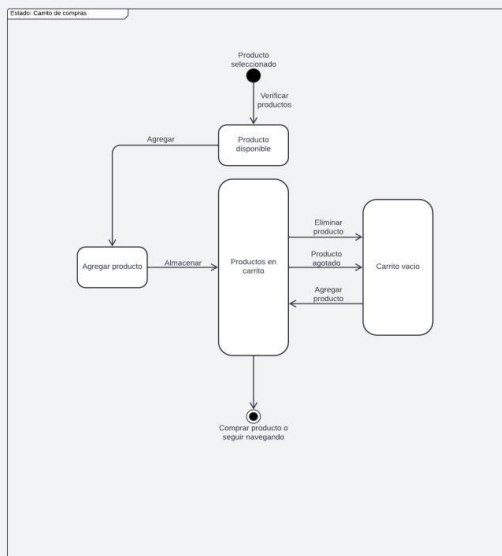 Estado: Carrito de compras
Producto
seleccionado
Verificar
productos
Producto
disponible
Agregar
Agregar producto
Almacenar
Productos en
carrito
Eliminar
producto
Producto
agotado
Agregar
producto
Carrito vacio
Comprar producto o
seguir navegando